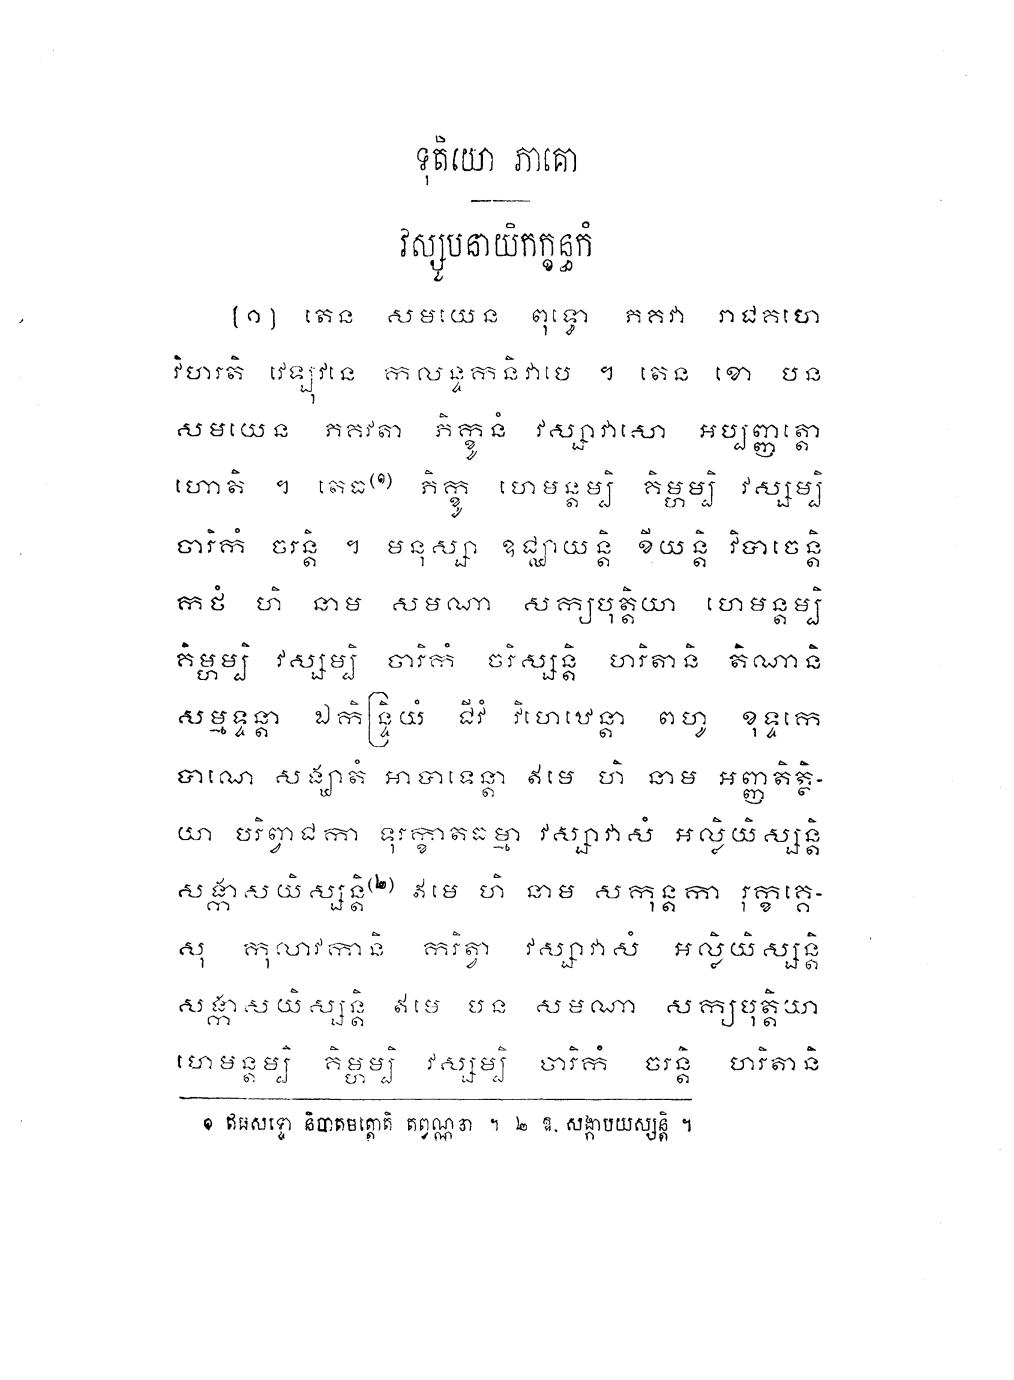 ទុតិយោ ភាគោ
វស្សូបនាយិកក្ខន្ធកំ
[១] តេន សមយេន ពុទ្ធោ ភគវា រាជគហេ
វិហរតិ វេឡុវនេ កលន្ទកនិវាបេ ។ តេន ខោ បន
សមយេន ភគវតា ភិក្ខូនំ វស្សាវាសោ អប្បញ្ញត្តោ
ហោតិ ។ តេធ(១) ភិក្ខូ ហេមន្តម្បិ គិម្ហម្បិ វស្សម្បិ
ចារិកំ ចរន្តិ ។ មនុស្សា ឧជ្ឈាយន្តិ ខីយន្តិ វិបាចេន្តិ
កថំ ហិ នាម សមណា សក្យបុត្តិយា ហេមន្តម្បិ
គិម្ហម្បិ វស្សម្បិ ចារិកំ ចរិស្សន្តិ ហរិតានិ តិណានិ
សម្មទ្ទន្តា ឯកិន្ទ្រិយំ ជីវំ វិហេឋេន្តា ពហូ ខុទ្ទកេ
បាណេ សង្ឃាតំ អាបាទេន្តា ឥមេ ហិ នាម អញ្ញតិត្ថិ-
យា បរិព្វាជកា ទុរក្ខាតធម្មា វស្សាវាសំ អល្លិយិស្សន្តិ
សង្កាសយិស្សន្តិ(២) ឥមេ ហិ នាម សកុន្តកា រុក្ខគ្គេ-
សុ កុលាវកានិ ករិត្វា វស្សាវាសំ អល្លិយិស្សន្តិ
សង្កាសយិស្សន្តិ ឥមេ បន សមណា សក្យបុត្តិយា
ហេមន្តម្បិ គិម្ហម្បិ វស្សម្បិ ចារិកំ ចរន្តិ ហរិតានិ
១ ឥធសទ្ទោ និបាតមត្តោតិ តព្វណ្ណនា ។ ២ ឱ. សង្កាបយស្សន្តិ ។